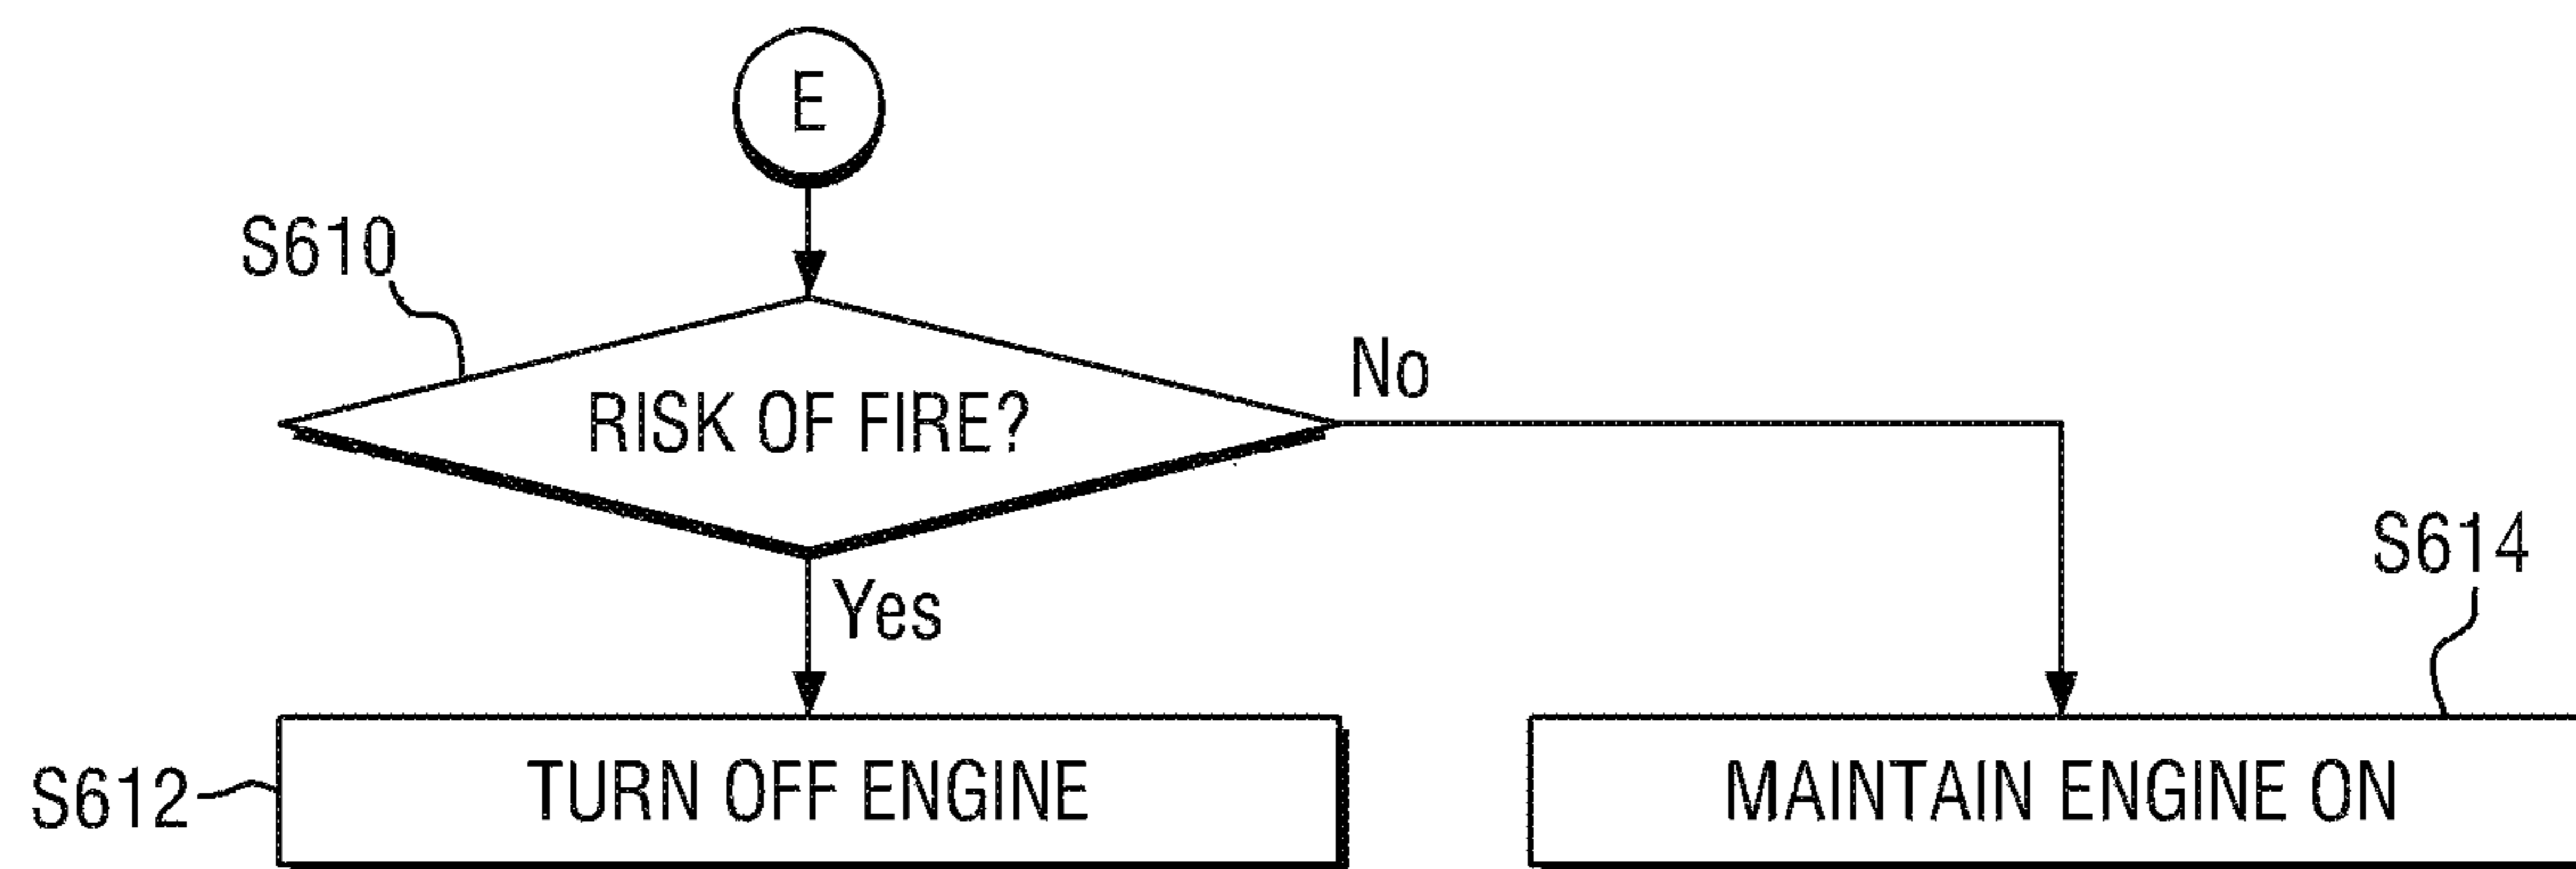 E
S610
RISK OF FIRE?
No
Yes
S614
S612
TURN OFF ENGINE
MAINTAIN ENGINE ON